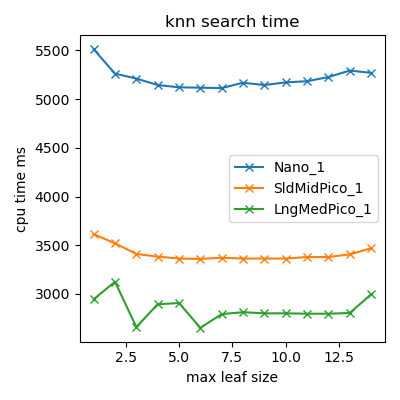 knn search time
cpu time ms
5500
5000
4500
4000
3500
3000
Nano_1
SldMidPico_1
LngMedPico_1
2.5 5.0 7.5 10.0 12.5
max leaf size